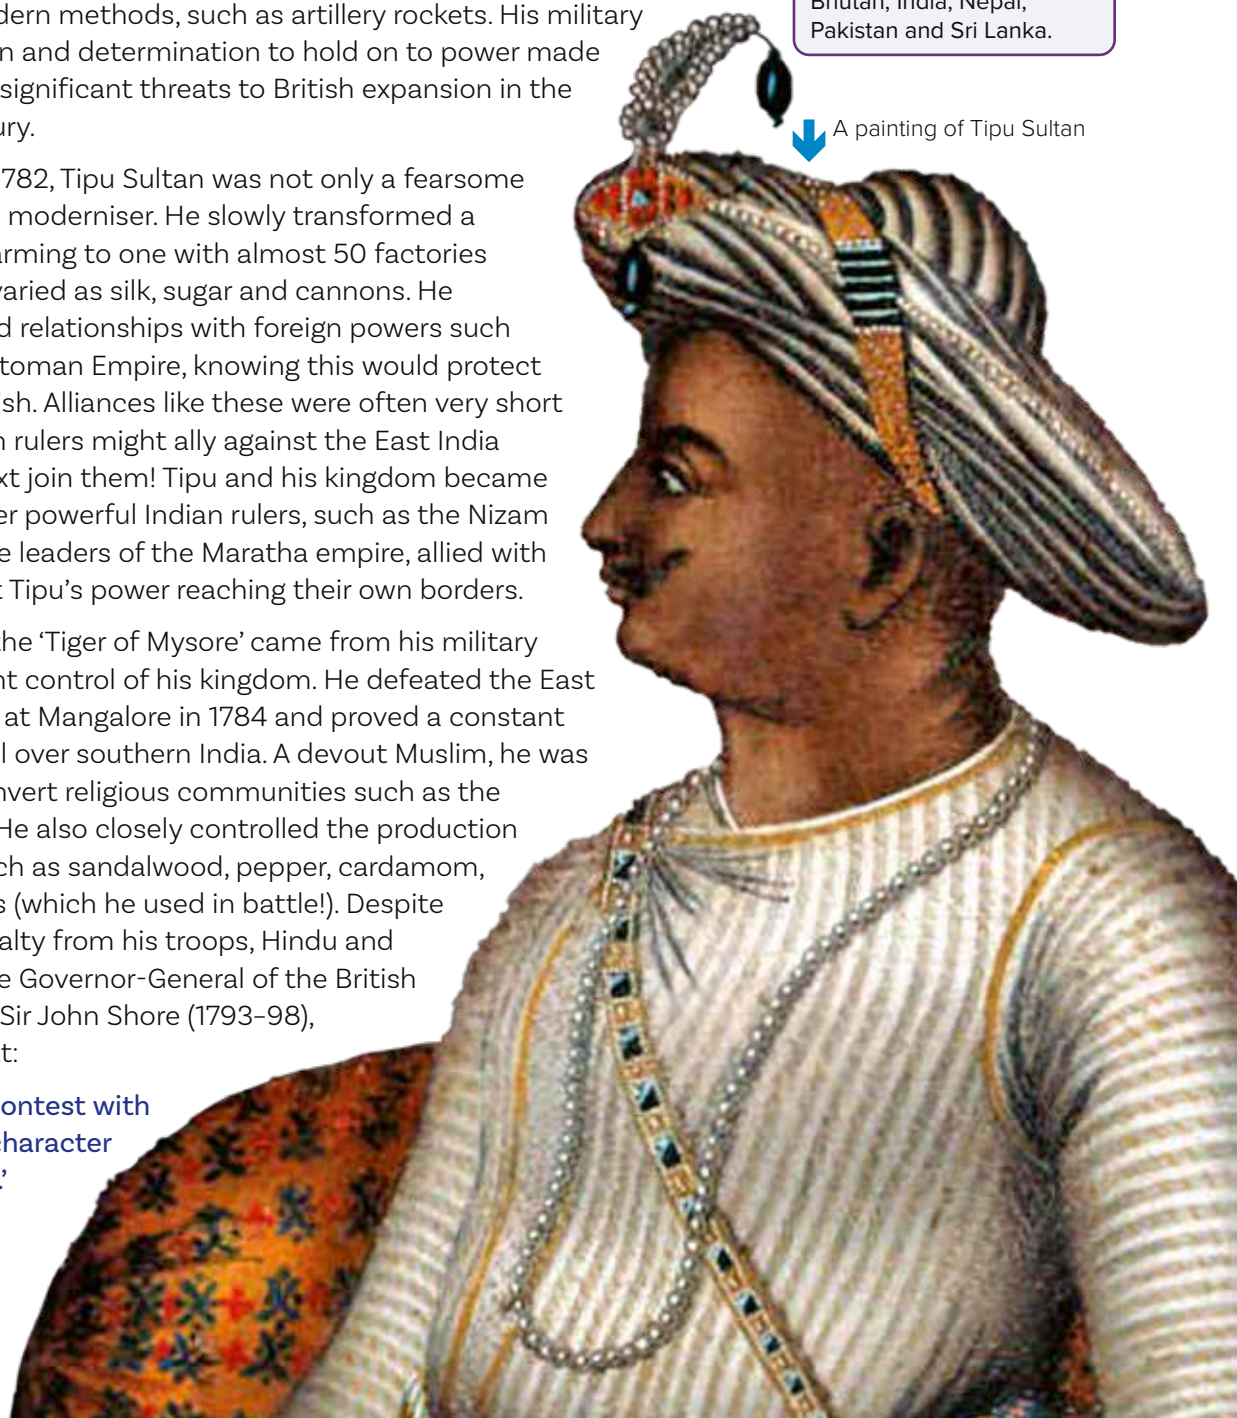 dern methods, such as artillery rockets. His military
n and determination to hold on to power made
significant threats to British expansion in the
ury.
782, Tipu Sultan was not only a fearsome
moderniser. He slowly transformed a
arming to one with almost 50 factories
varied as silk, sugar and cannons. He
d relationships with foreign powers such
ttoman Empire, knowing this would protect
ish. Alliances like these were often very short
n rulers might ally against the East India
xt join them! Tipu and his kingdom became
er powerful Indian rulers, such as the Nizam
e leaders of the Maratha empire, allied with
t Tipu’s power reaching their own borders.
the ‘Tiger of Mysore’ came from his military
nt control of his kingdom. He defeated the East
at Mangalore in 1784 and proved a constant
l over southern India. A devout Muslim, he was
nvert religious communities such as the
He also closely controlled the production
ch as sandalwood, pepper, cardamom,
s (which he used in battle!). Despite
alty from his troops, Hindu and
e Governor-General of the British
Sir John Shore (1793–98),
t:
ontest with
character
.’
Bhutan, India, Nepal,
Pakistan and Sri Lanka.
A painting of Tipu Sultan